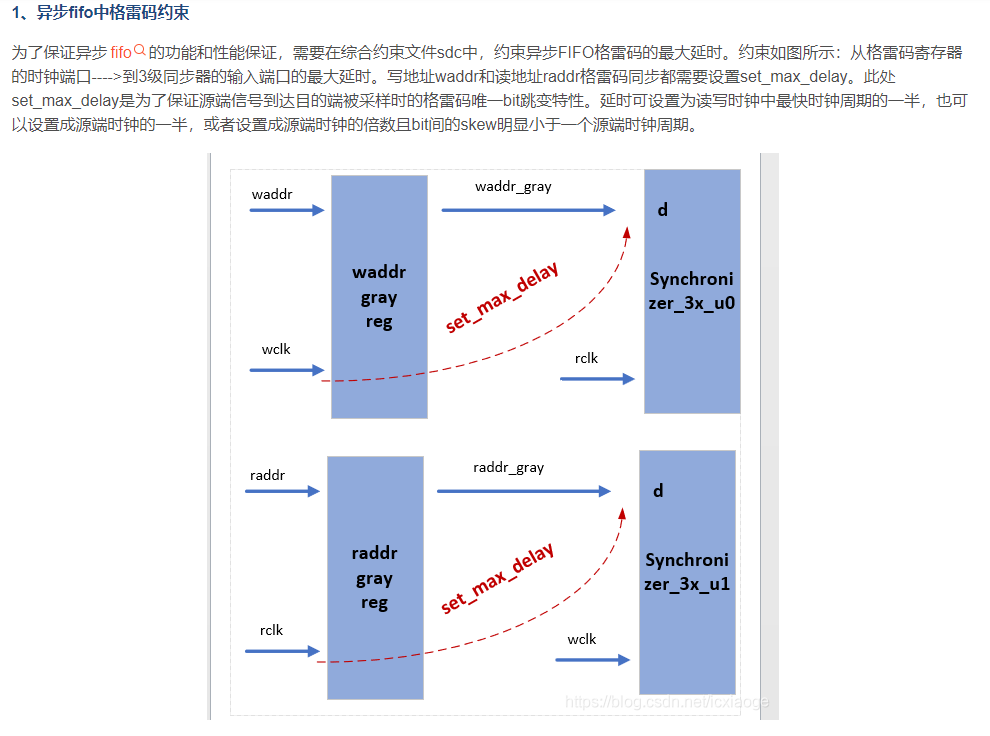 1、异步fifo中格雷码约束
为了保证异步 fifo 的功能和性能保证，需要在综合约束文件sdc中，约束异步FIFO格雷码的最大延时。约束如图所示：从格雷码寄存器
的时钟端口---->到3级同步器的输入端口的最大延时。写地址waddr和读地址raddr格雷码同步都需要设置set_max_delay。此处
set_max_delay是为了保证源端信号到达目的端被采样时的格雷码唯一bit跳变特性。延时可设置为读写时钟中最快时钟周期的一半，也可
以设置成源端时钟的一半，或者设置成源端时钟的倍数且bit间的skew明显小于一个源端时钟周期。
waddr
waddr_gray
d
waddr
gray
reg
set_max_delay
Synchroni
zer_3x_u0
wclk
rclk
raddr
raddr_gray
d
raddr
gray
reg
set_max_delay
Synchroni
zer_3x_u1
rclk
wclk
https://blog.csdn.net/icxiaoge